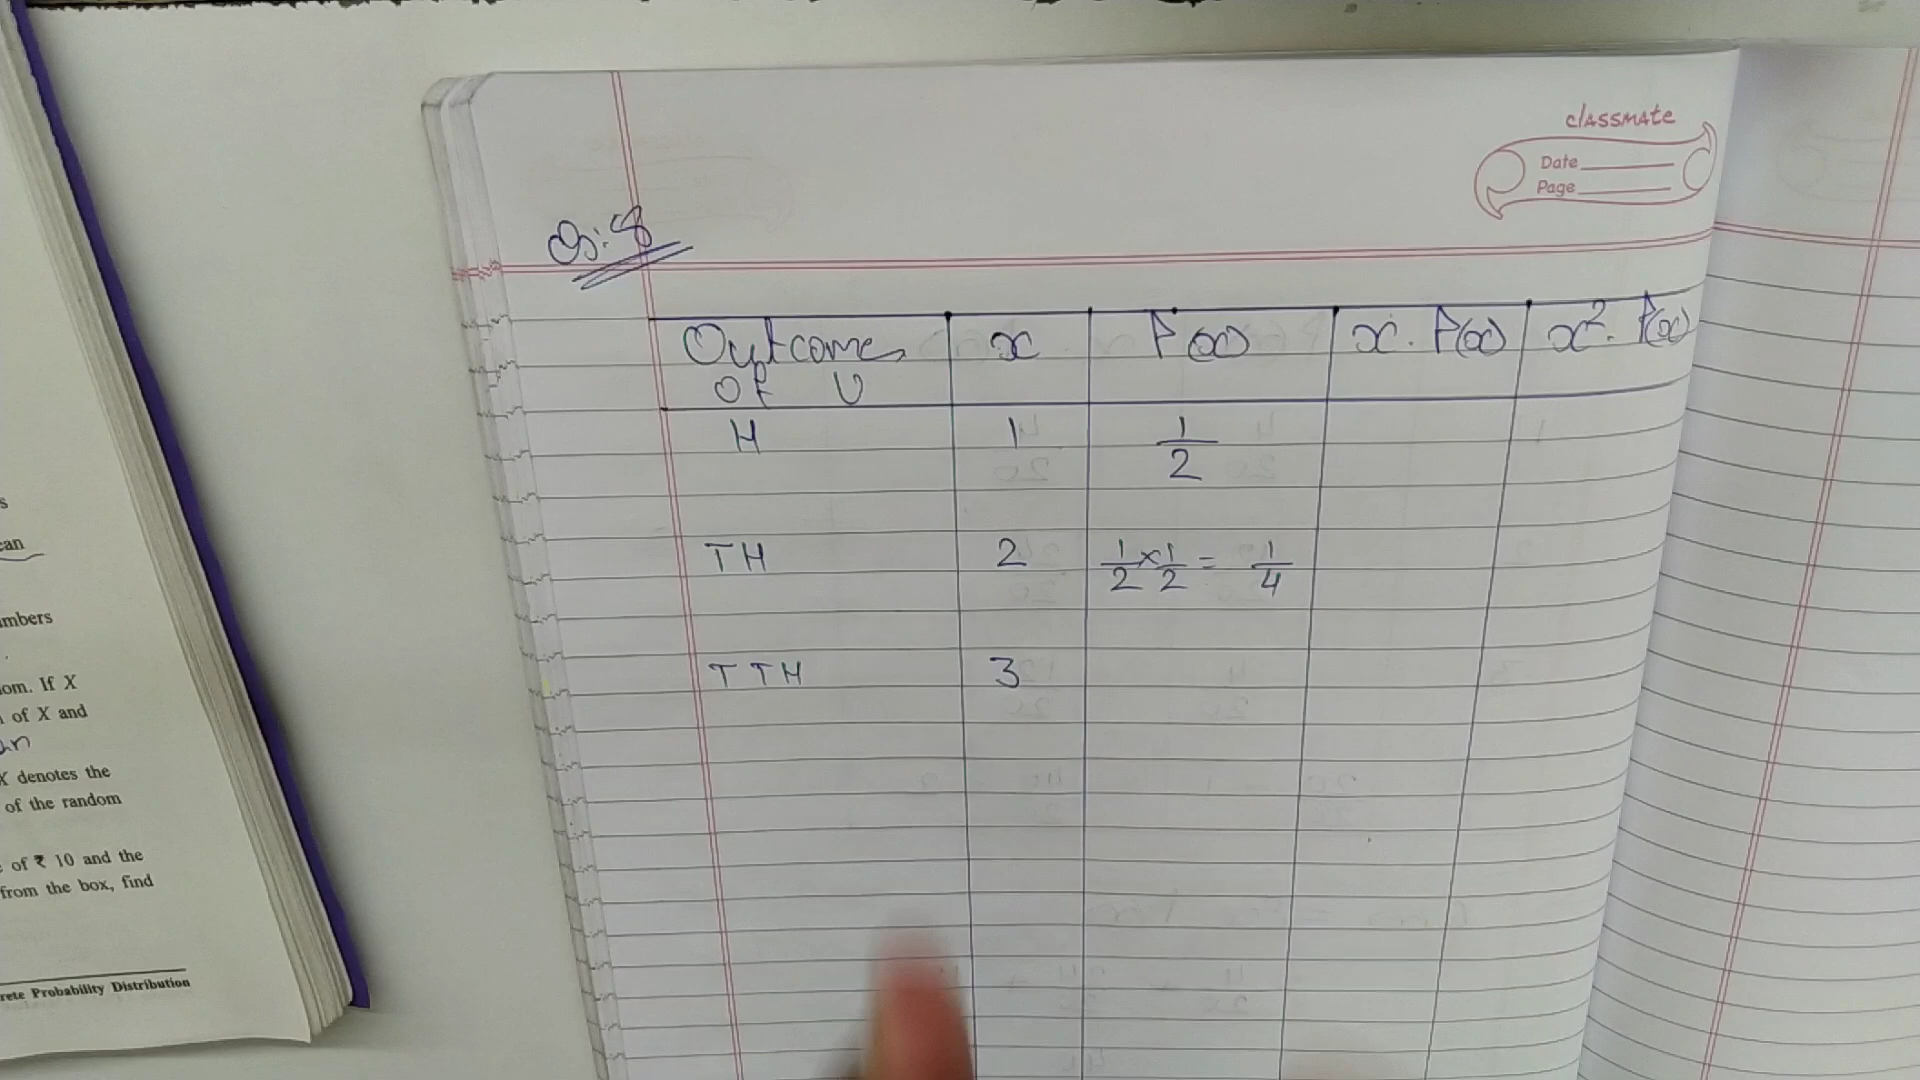 classmate
Date
Page
Q:8
Outcomes of U x P(x) x. P(x) x². P(x)
H 1 1/2
TH 2 1/2 × 1/2 = 1/4
TTH 3
s
an
mbers
om. If X
of X and
X denotes the
of the random
of ₹ 10 and the
from the box, find
rete Probability Distribution